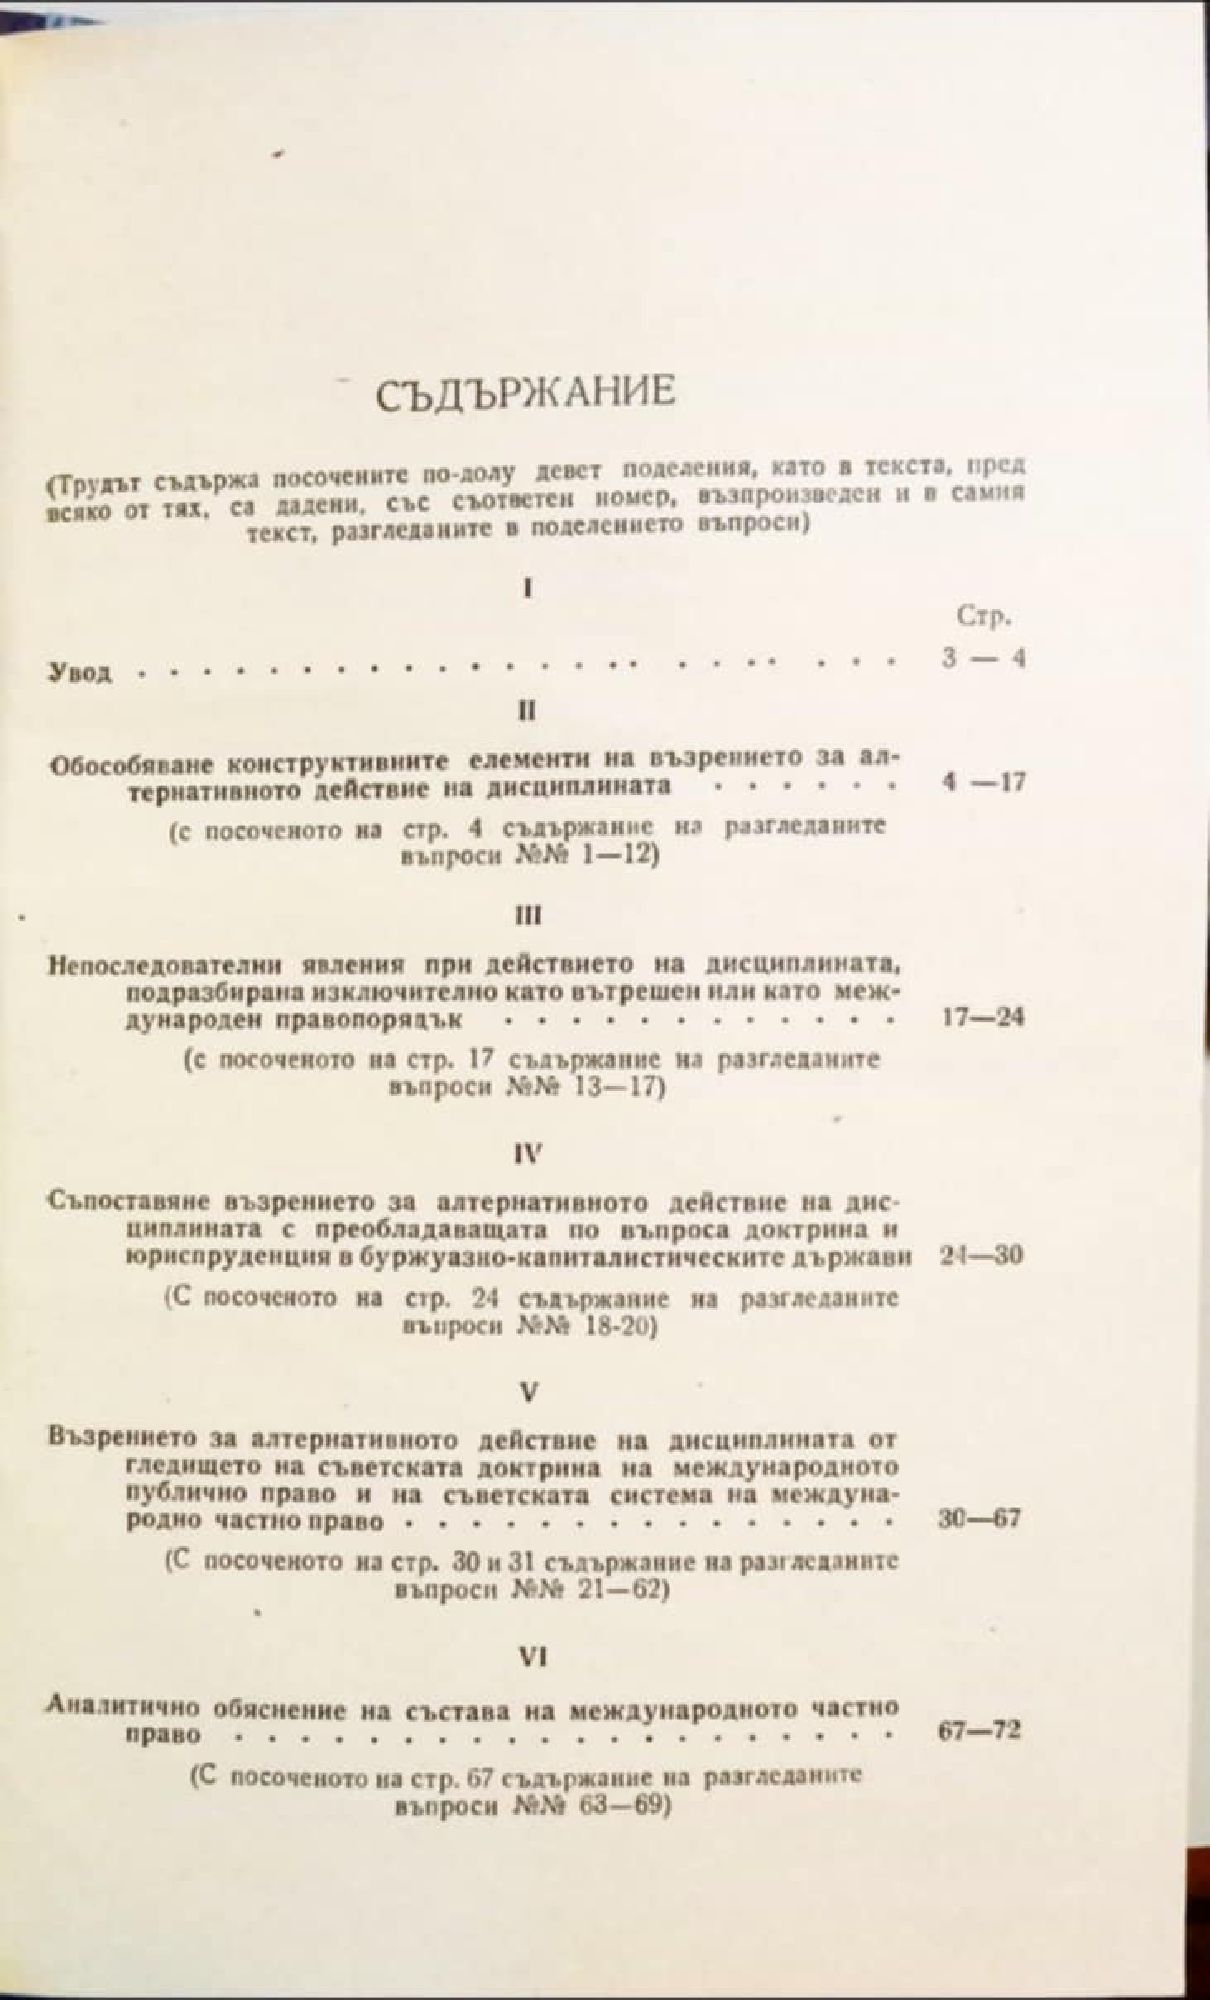 СЪДЪРЖАНИЕ
(Трудът съдържа посочените по-долу девет поделения, като в текста, пред
всяко от тях, са дадени, със съответен номер, възпроизведен и в самия
текст, разгледаните в поделението въпроси)
I
Стр.
Увод . . . . . . . . . . . . . . . . . . . . . . . 3 — 4
II
Обособяване конструктивните елементи на възрението за ал-
тернативното действие на дисциплината . . . . . . 4 —17
(с посоченото на стр. 4 съдържание на разгледаните
въпроси №№ 1—12)
III
Непоследователни явления при действието на дисциплината,
подразбирана изключително като вътрешен или като меж-
дународен правопорядък . . . . . . . . . . . . 17—24
(с посоченото на стр. 17 съдържание на разгледаните
въпроси №№ 13—17)
IV
Съпоставяне възрението за алтернативното действие на дис-
циплината с преобладаващата по въпроса доктрина и
юриспруденция в буржуазно-капиталистическите държави 24—30
(С посоченото на стр. 24 съдържание на разгледаните
въпроси №№ 18-20)
V
Възрението за алтернативното действие на дисциплината от
гледището на съветската доктрина на международното
публично право и на съветската система на междуна-
родно частно право . . . . . . . . . . . . . . . 30—67
(С посоченото на стр. 30 и 31 съдържание на разгледаните
въпроси №№ 21—62)
VI
Аналитично обяснение на състава на международното частно
право . . . . . . . . . . . . . . . . . . . . 67—72
(С посоченото на стр. 67 съдържание на разгледаните
въпроси №№ 63—69)